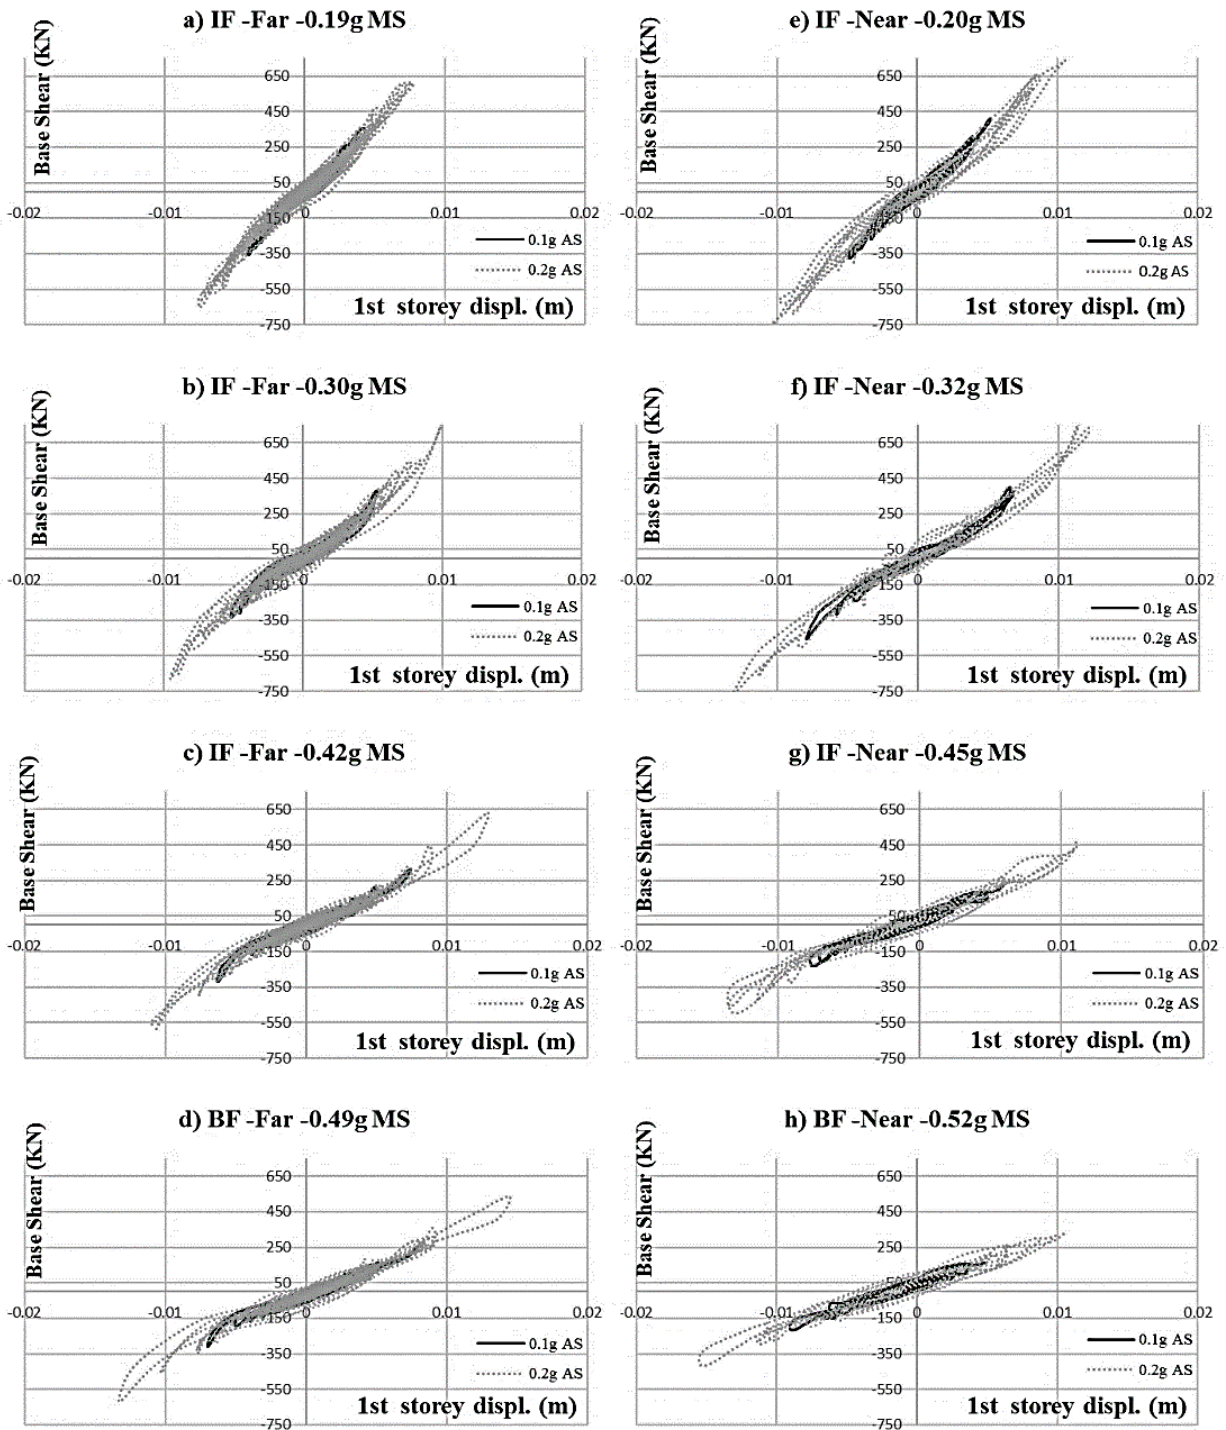 a) IF -Far -0.19g MS
Base Shear (KN)
650
450
250
50
-0.02 -0.01 0 0.01 0.02
-150
-350
-550
-750
0.1g AS
0.2g AS
1st storey displ. (m)
e) IF -Near -0.20g MS
Base Shear (KN)
650
450
250
50
-0.02 -0.01 0 0.01 0.02
-150
-350
-550
-750
0.1g AS
0.2g AS
1st storey displ. (m)
b) IF -Far -0.30g MS
Base Shear (KN)
650
450
250
50
-0.02 -0.01 0 0.01 0.02
-150
-350
-550
-750
0.1g AS
0.2g AS
1st storey displ. (m)
f) IF -Near -0.32g MS
Base Shear (KN)
650
450
250
50
-0.02 -0.01 0 0.01 0.02
-150
-350
-550
-750
0.1g AS
0.2g AS
1st storey displ. (m)
c) IF -Far -0.42g MS
Base Shear (KN)
650
450
250
50
-0.02 -0.01 0 0.01 0.02
-150
-350
-550
-750
0.1g AS
0.2g AS
1st storey displ. (m)
g) IF -Near -0.45g MS
Base Shear (KN)
650
450
250
50
-0.02 -0.01 0 0.01 0.02
-150
-350
-550
-750
0.1g AS
0.2g AS
1st storey displ. (m)
d) BF -Far -0.49g MS
Base Shear (KN)
650
450
250
50
-0.02 -0.01 0 0.01 0.02
-150
-350
-550
-750
0.1g AS
0.2g AS
1st storey displ. (m)
h) BF -Near -0.52g MS
Base Shear (KN)
650
450
250
50
-0.02 -0.01 0 0.01 0.02
-150
-350
-550
-750
0.1g AS
0.2g AS
1st storey displ. (m)